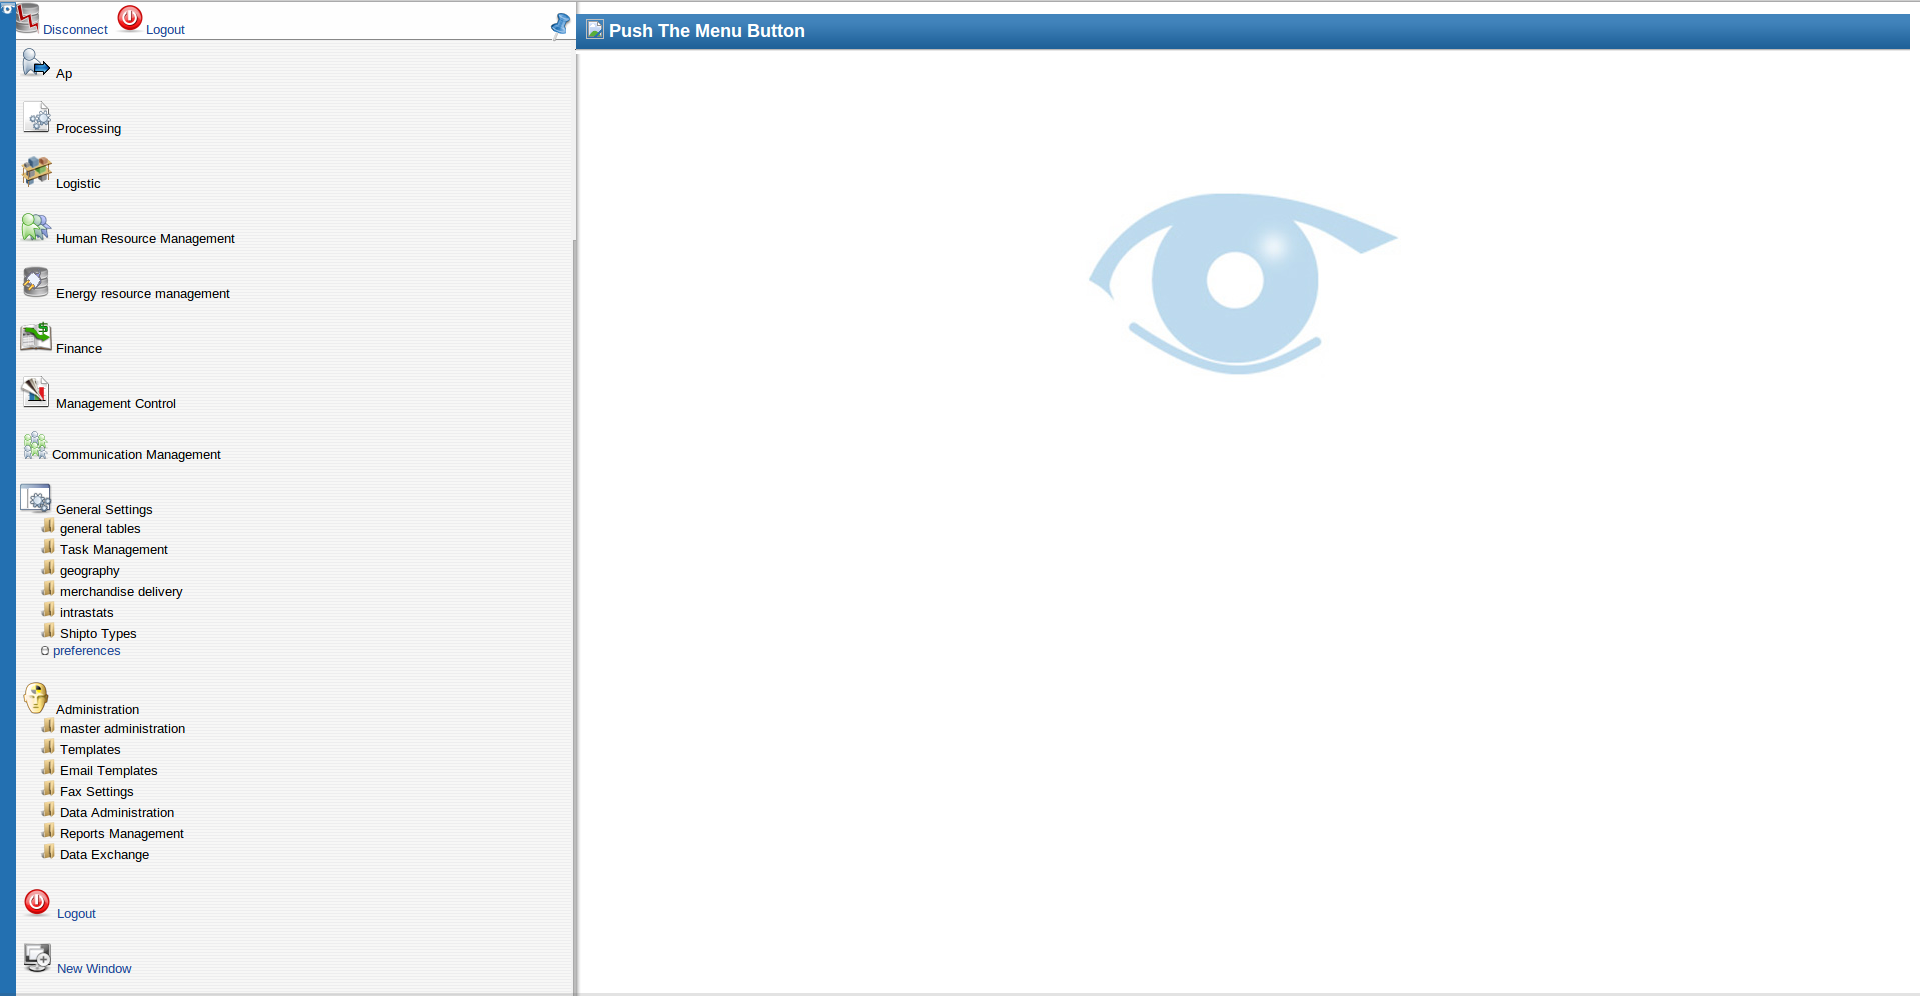 Disconnect Logout
Push The Menu Button
Ap
Processing
Logistic
Human Resource Management
Energy resource management
Finance
Management Control
Communication Management
General Settings
general tables
Task Management
geography
merchandise delivery
intrastats
Shipto Types
preferences
Administration
master administration
Templates
Email Templates
Fax Settings
Data Administration
Reports Management
Data Exchange
Logout
New Window